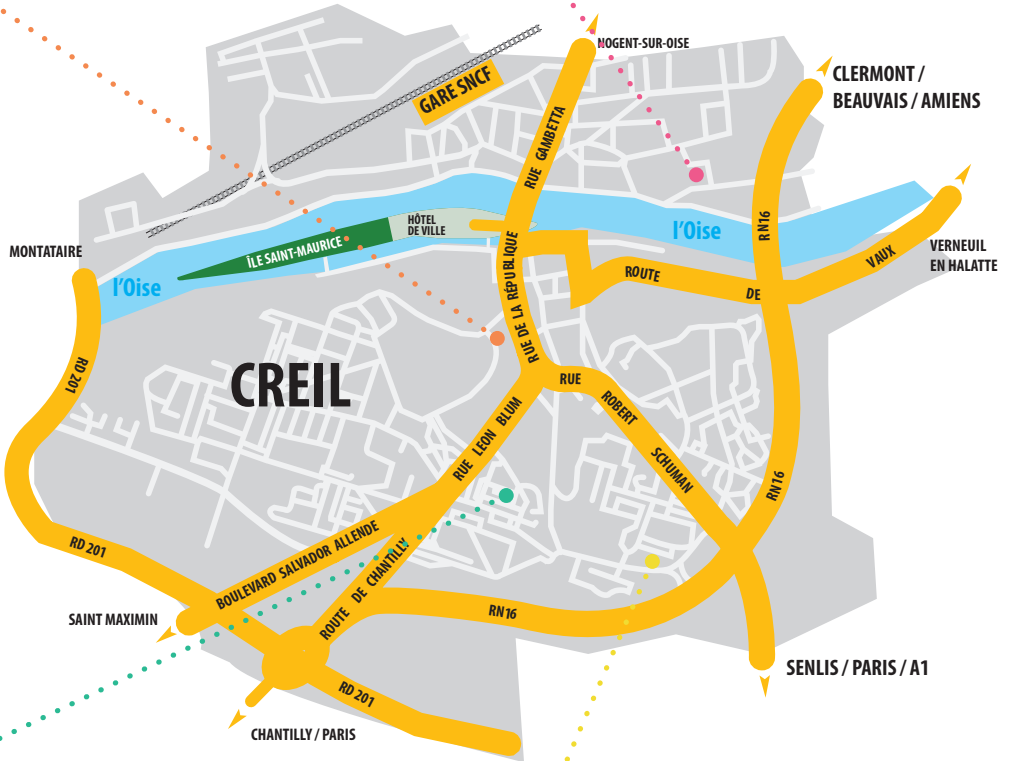 NOGENT-SUR-OISE
CLERMONT /
BEAUVAIS / AMIENS
GARE SNCF
RUE GAMBETTA
RN16
HÔTEL
DE VILLE
ÎLE SAINT-MAURICE
l'Oise
MONTATAIRE
l'Oise
VERNEUIL
EN HALATTE
ROUTE DE VAUX
RUE DE LA RÉPUBLIQUE
RD 201
CREIL
RUE ROBERT SCHUMAN
RUE LEON BLUM
RN16
RD 201
BOULEVARD SALVADOR ALLENDE
ROUTE DE CHANTILLY
RN16
SAINT MAXIMIN
SENLIS / PARIS / A1
RD 201
CHANTILLY / PARIS